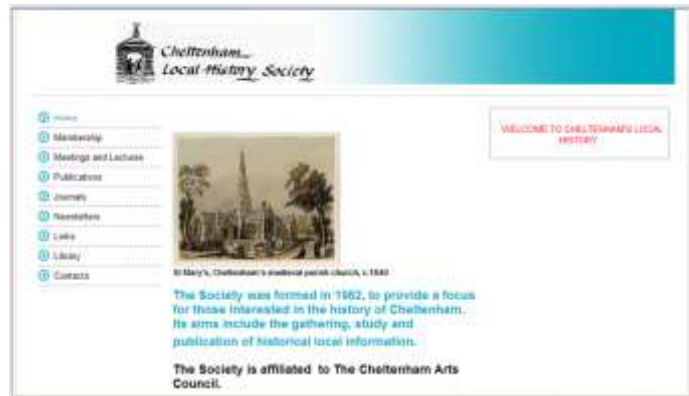 Cheltenham
Local History Society
Home
Membership
Meetings and Lectures
Publications
Journals
Newsletters
Links
Library
Contacts
WELCOME TO CHELTENHAM'S LOCAL
HISTORY
St Mary's, Cheltenham's medieval parish church, c.1840
The Society was formed in 1982, to provide a focus
for those interested in the history of Cheltenham.
Its aims include the gathering, study and
publication of historical local information.
The Society is affiliated to The Cheltenham Arts
Council.